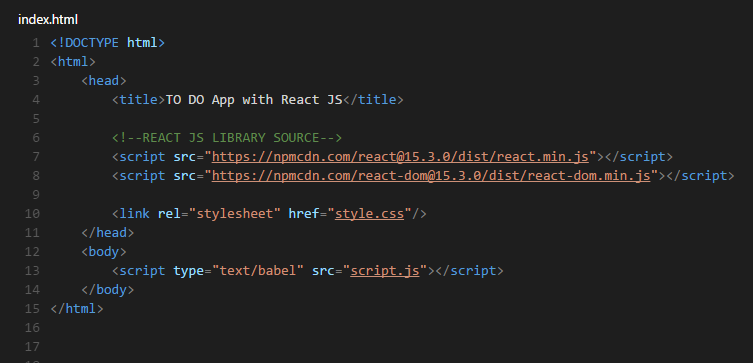 index.html
1 <!DOCTYPE html>
2 <html>
3 <head>
4 <title>TO DO App with React JS</title>
5
6 <!--REACT JS LIBRARY SOURCE-->
7 <script src="https://npmcdn.com/react@15.3.0/dist/react.min.js"></script>
8 <script src="https://npmcdn.com/react-dom@15.3.0/dist/react-dom.min.js"></script>
9
10 <link rel="stylesheet" href="style.css"/>
11 </head>
12 <body>
13 <script type="text/babel" src="script.js"></script>
14 </body>
15 </html>
16
17